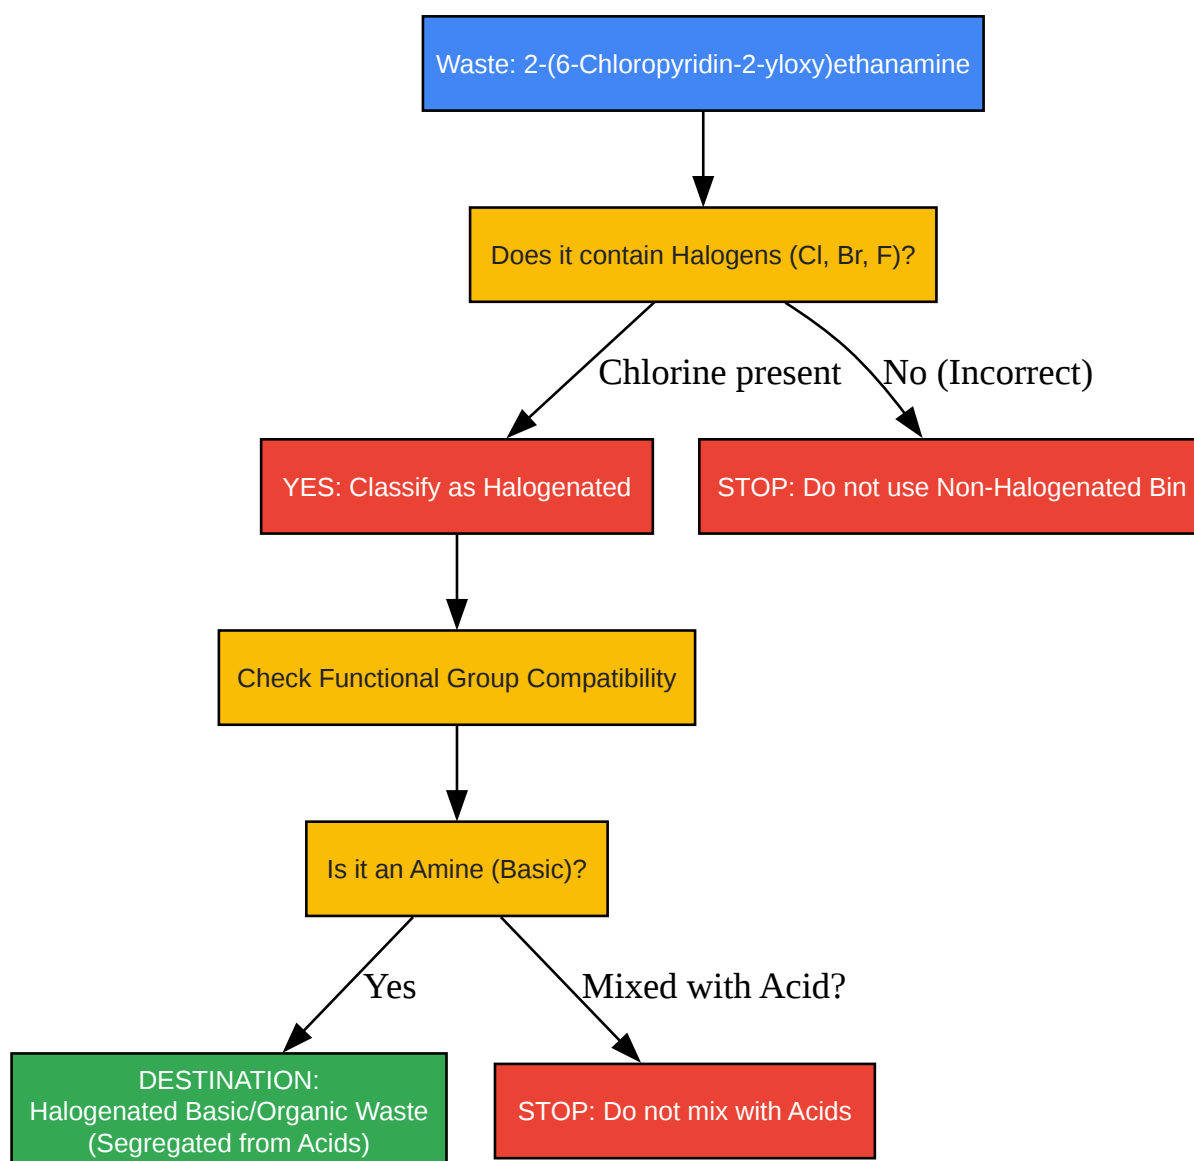 Waste: 2-(6-Chloropyridin-2-yloxy)ethanamine
Does it contain Halogens (Cl, Br, F)?
Chlorine present
No (Incorrect)
YES: Classify as Halogenated
STOP: Do not use Non-Halogenated Bin
Check Functional Group Compatibility
Is it an Amine (Basic)?
Yes
Mixed with Acid?
DESTINATION:
Halogenated Basic/Organic Waste
(Segregated from Acids)
STOP: Do not mix with Acids